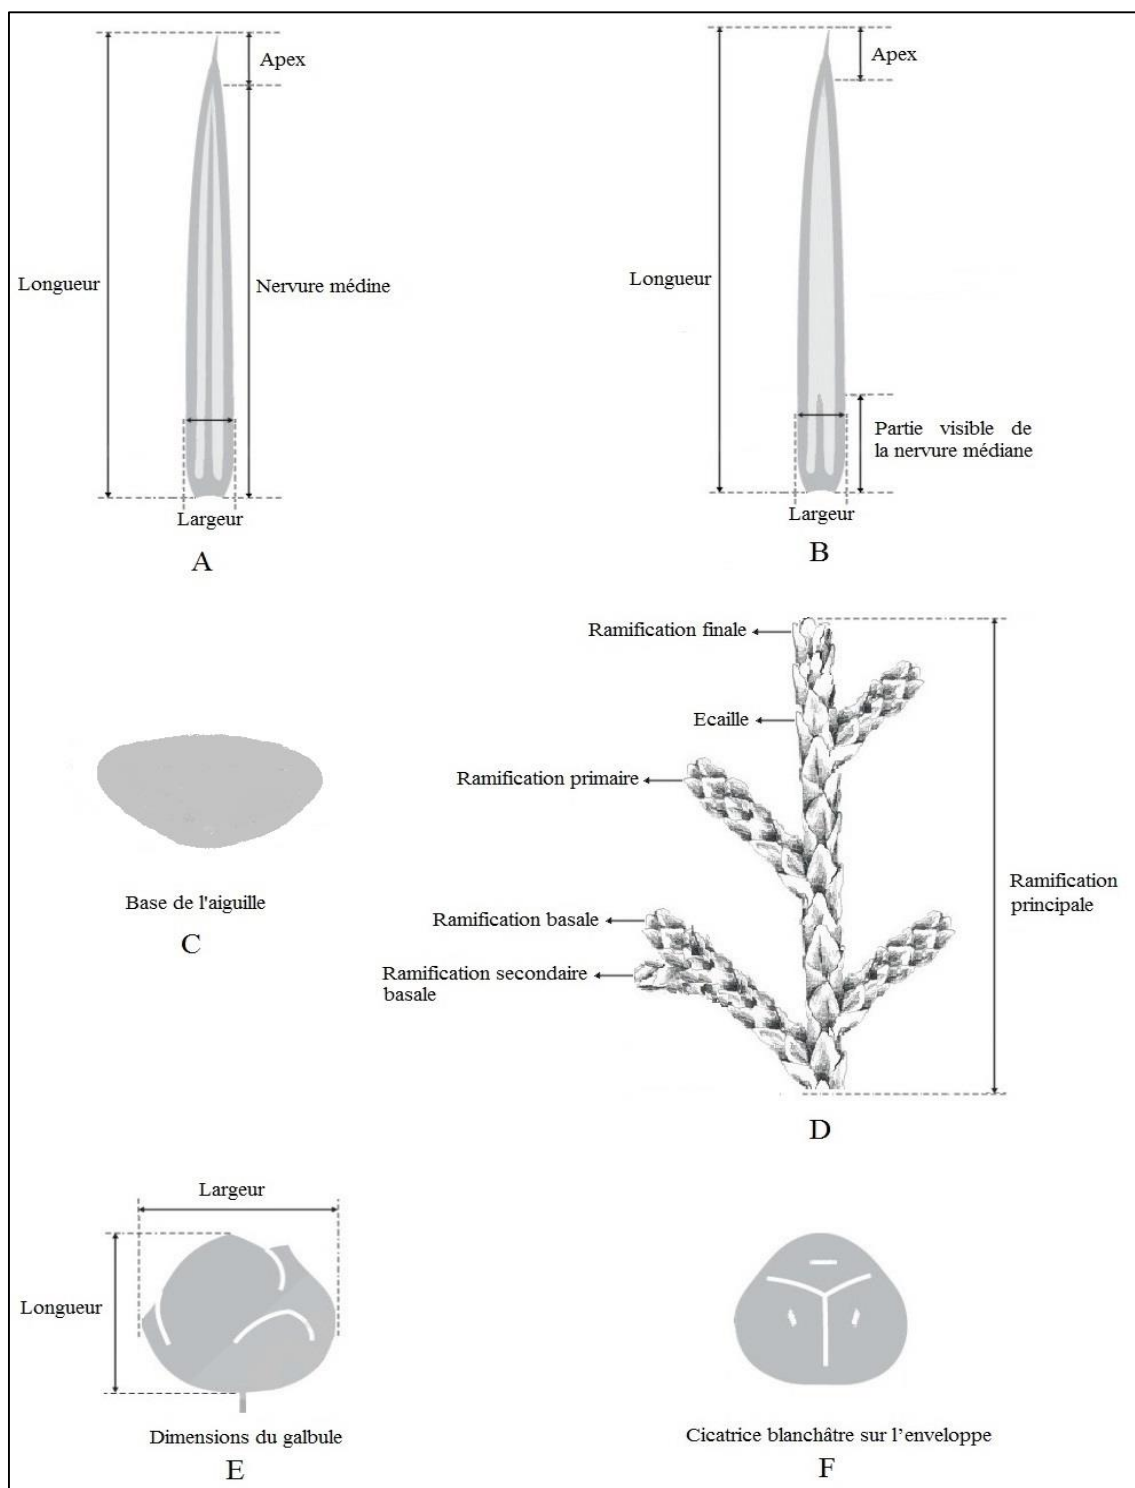 Apex
Longueur
Nervure médine
Largeur
A
Apex
Longueur
Partie visible de
la nervure médiane
Largeur
B
Base de l'aiguille
C
Ramification finale
Ecaille
Ramification primaire
Ramification basale
Ramification secondaire
basale
Ramification
principale
D
Largeur
Longueur
Dimensions du galbule
E
Cicatrice blanchâtre sur l’enveloppe
F